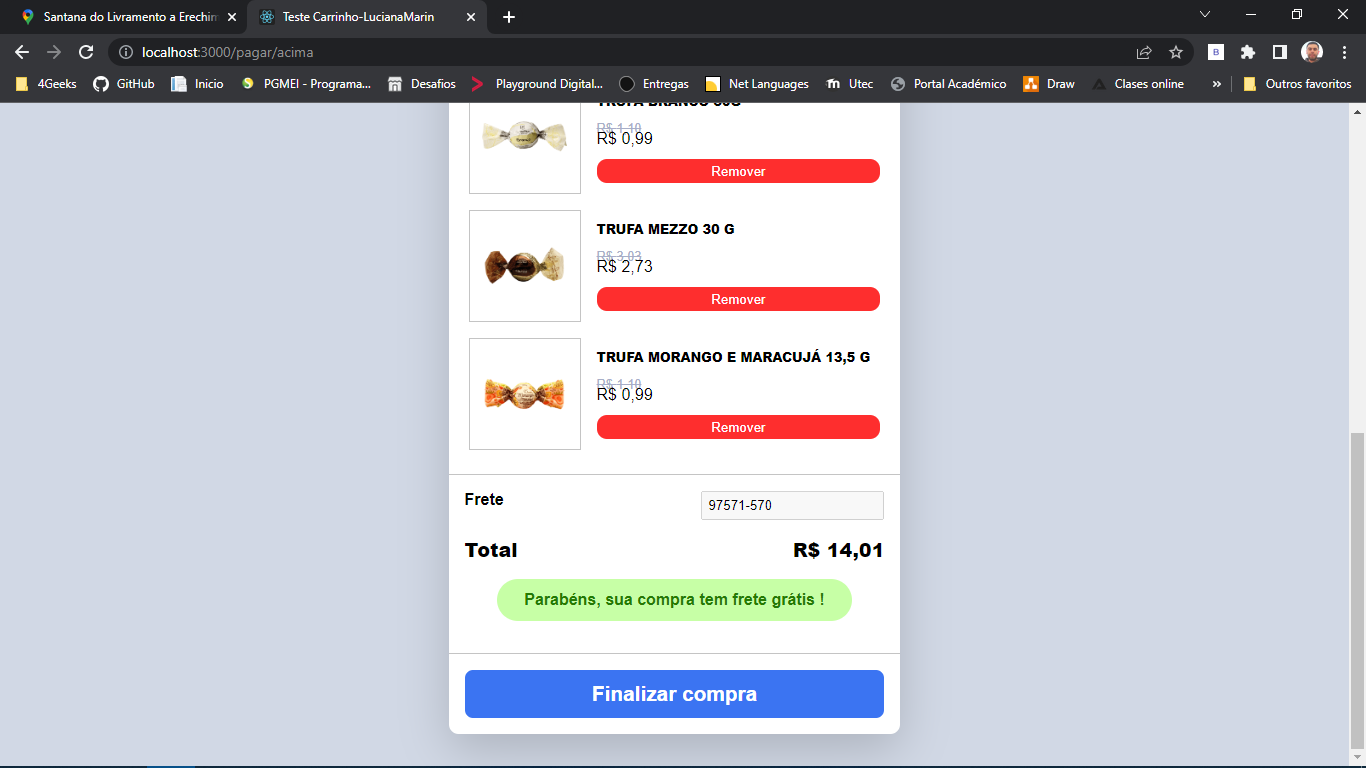 Santana do Livramento a Erechim
Teste Carrinho-LucianaMarin
localhost:3000/pagar/acima
4Geeks
GitHub
Inicio
PGMEI - Programa...
Desafios
Playground Digital...
Entregas
Net Languages
Utec
Portal Académico
Draw
Clases online
»
Outros favoritos
TRUFA BRANCO 30G
R$ 1,10
R$ 0,99
Remover
TRUFA MEZZO 30 G
R$ 3,03
R$ 2,73
Remover
TRUFA MORANGO E MARACUJÁ 13,5 G
R$ 1,10
R$ 0,99
Remover
Frete
97571-570
Total
R$ 14,01
Parabéns, sua compra tem frete grátis !
Finalizar compra